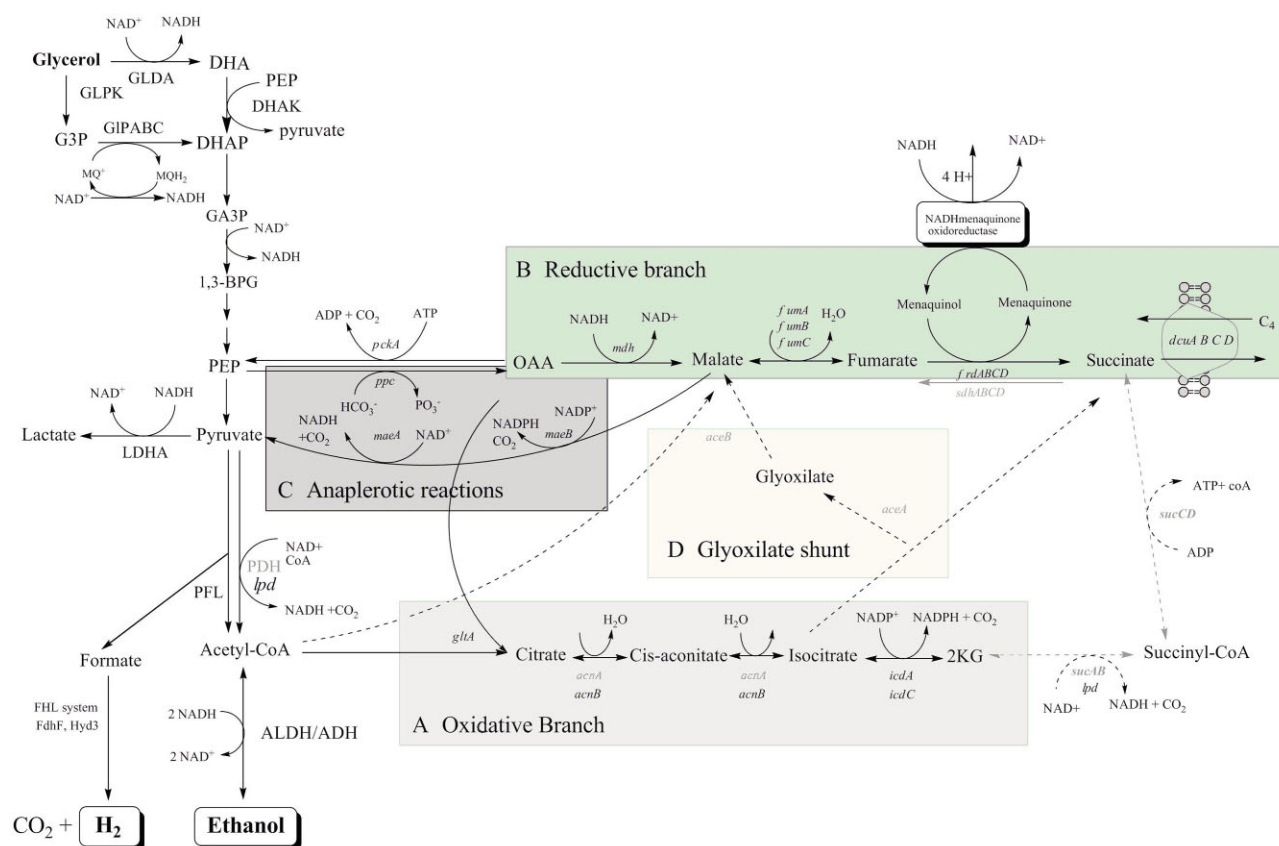 NAD⁺ NADH
Glycerol DHA
GLDA
PEP
GLPK
DHAK
pyruvate
G3P GlPABC DHAP
MQ⁺ MQH₂
NAD⁺ NADH
GA3P
NAD⁺
NADH
1,3-BPG
NADH NAD+
4 H+
NADHmenaquinone
oxidoreductase
B Reductive branch
Menaquinol Menaquinone
ADP + CO₂ ATP
pckA
NADH NAD+
mdh
fumA
fumB
fumC
H₂O
C₄
dcuA B C D
PEP OAA Malate Fumarate Succinate
frdABCD
sdhABCD
ppc
HCO₃⁻ PO₃⁻
NAD⁺ NADH
Lactate Pyruvate
LDHA
NADH
+CO₂
maeA NAD⁺
NADPH
CO₂
NADP⁺
maeB
C Anaplerotic reactions
aceB
Glyoxilate
aceA
D Glyoxilate shunt
ATP+ coA
sucCD
ADP
NAD+
CoA
PDH
lpd
NADH +CO₂
PFL
Acetyl-CoA
gltA
H₂O H₂O NADP⁺ NADPH + CO₂
Citrate Cis-aconitate Isocitrate 2KG Succinyl-CoA
acnA acnA icdA
acnB acnB icdC
sucAB
lpd
NAD+ NADH + CO₂
A Oxidative Branch
Formate
FHL system
FdhF, Hyd3
2 NADH
ALDH/ADH
2 NAD⁺
CO₂ + H₂ Ethanol